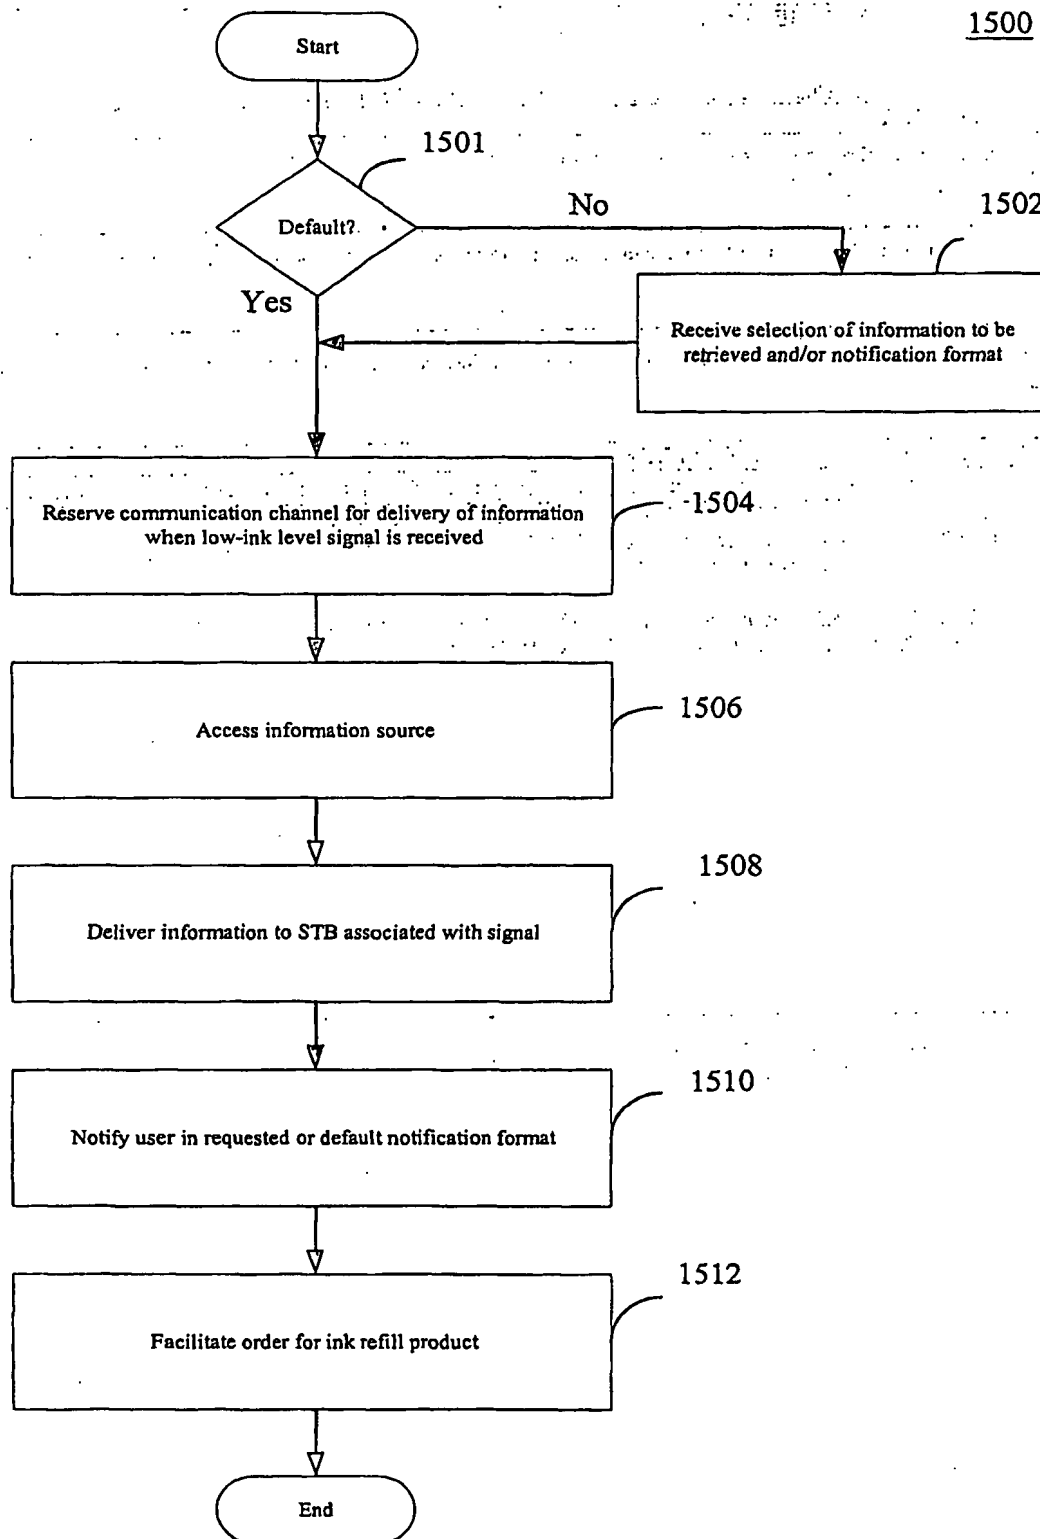 1500
Start
1501
Default?
No
1502
Yes
Receive selection of information to be
retrieved and/or notification format
Reserve communication channel for delivery of information
when low-ink level signal is received
1504
Access information source
1506
1508
Deliver information to STB associated with signal
1510
Notify user in requested or default notification format
1512
Facilitate order for ink refill product
End